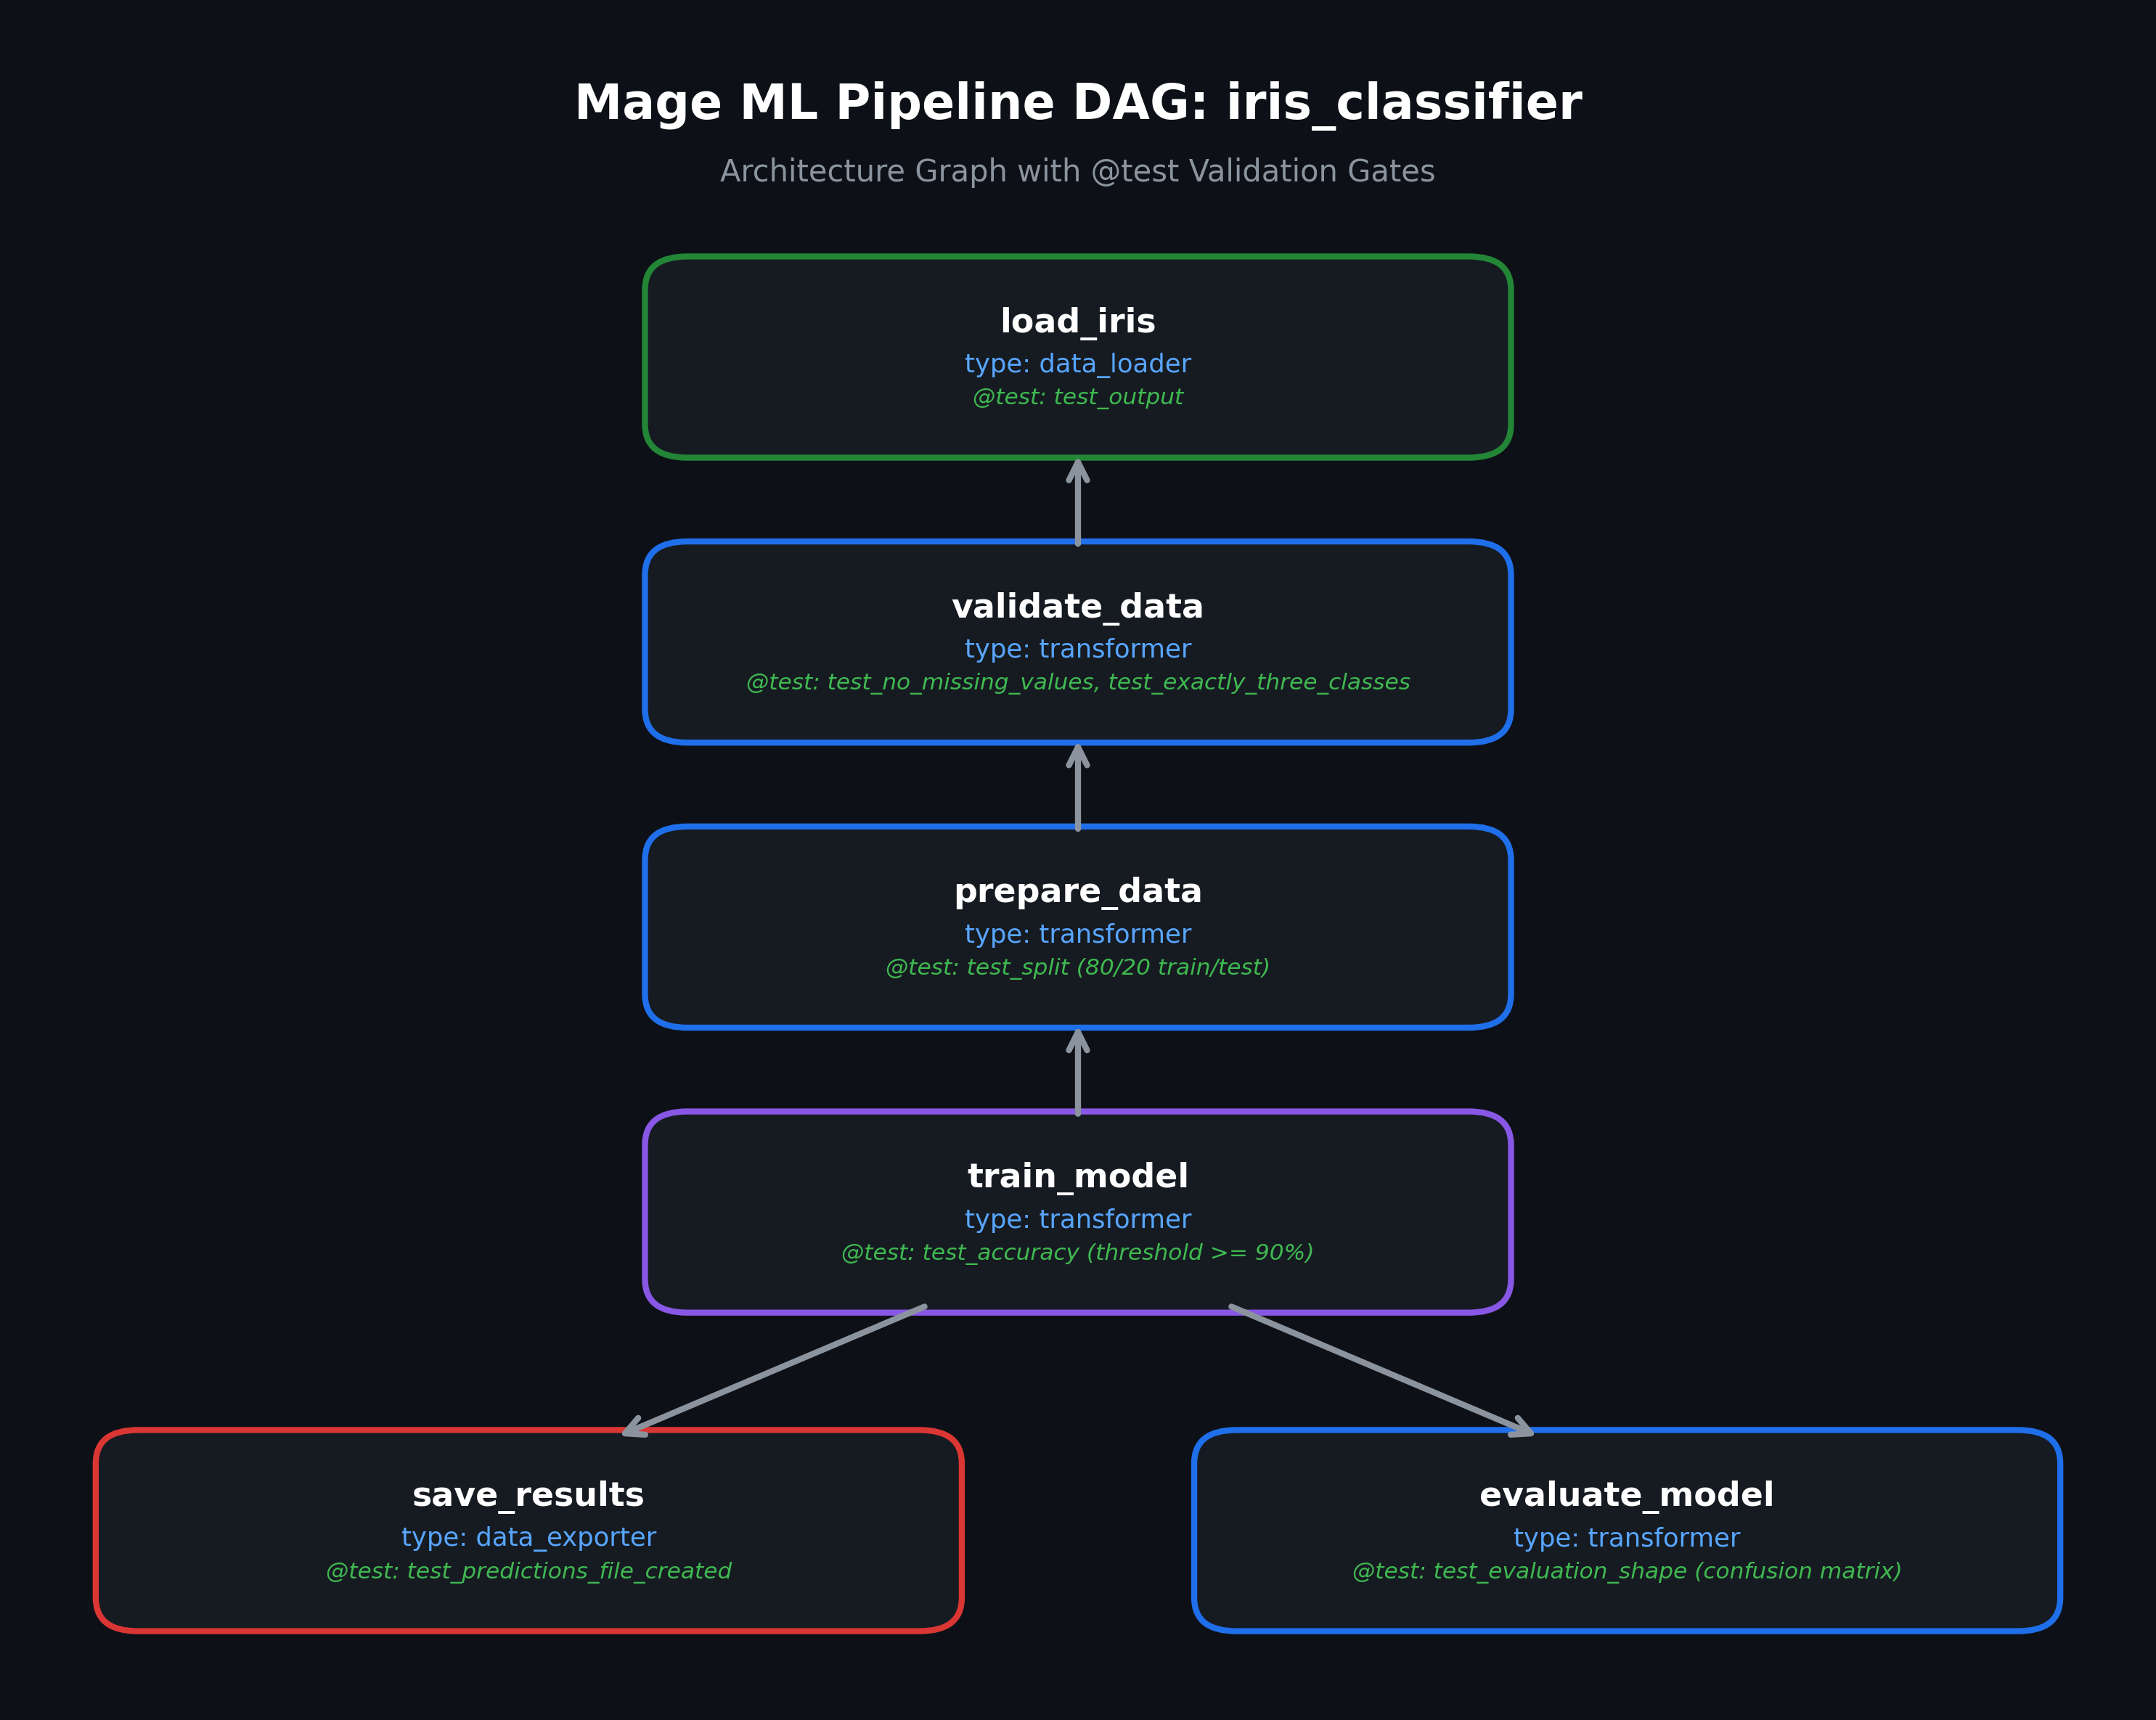 Mage ML Pipeline DAG: iris_classifier
Architecture Graph with @test Validation Gates
load_iris
type: data_loader
@test: test_output
validate_data
type: transformer
@test: test_no_missing_values, test_exactly_three_classes
prepare_data
type: transformer
@test: test_split (80/20 train/test)
train_model
type: transformer
@test: test_accuracy (threshold >= 90%)
save_results
type: data_exporter
@test: test_predictions_file_created
evaluate_model
type: transformer
@test: test_evaluation_shape (confusion matrix)